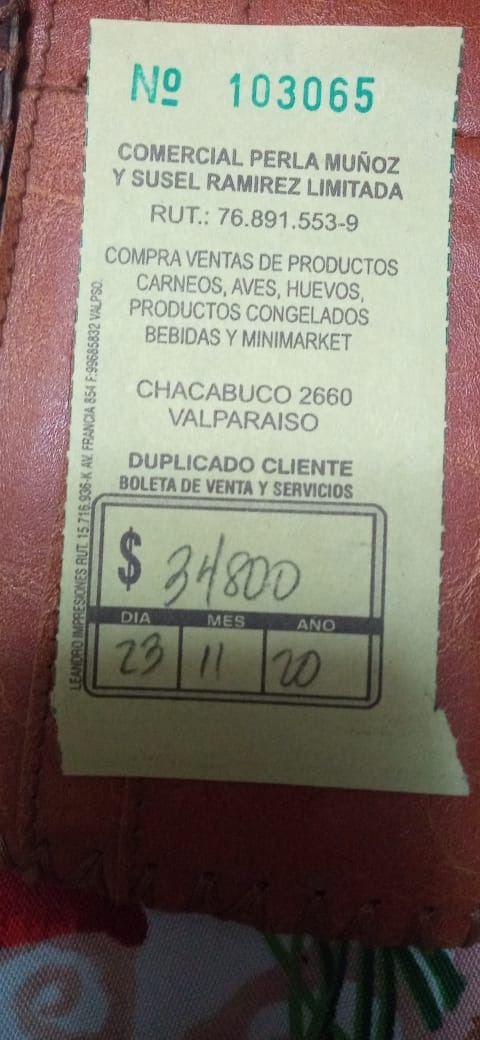 Nº 103065
COMERCIAL PERLA MUÑOZ
Y SUSEL RAMIREZ LIMITADA
RUT.: 76.891.553-9
COMPRA VENTAS DE PRODUCTOS
CARNEOS, AVES, HUEVOS,
PRODUCTOS CONGELADOS
BEBIDAS Y MINIMARKET
CHACABUCO 2660
VALPARAISO
DUPLICADO CLIENTE
BOLETA DE VENTA Y SERVICIOS
$ 34800
DIA MES AÑO
23 11 20
LEANDRO IMPRESIONES RUT. 15.716.936-K AV. FRANCIA 854 F:99685832 VALPSO.